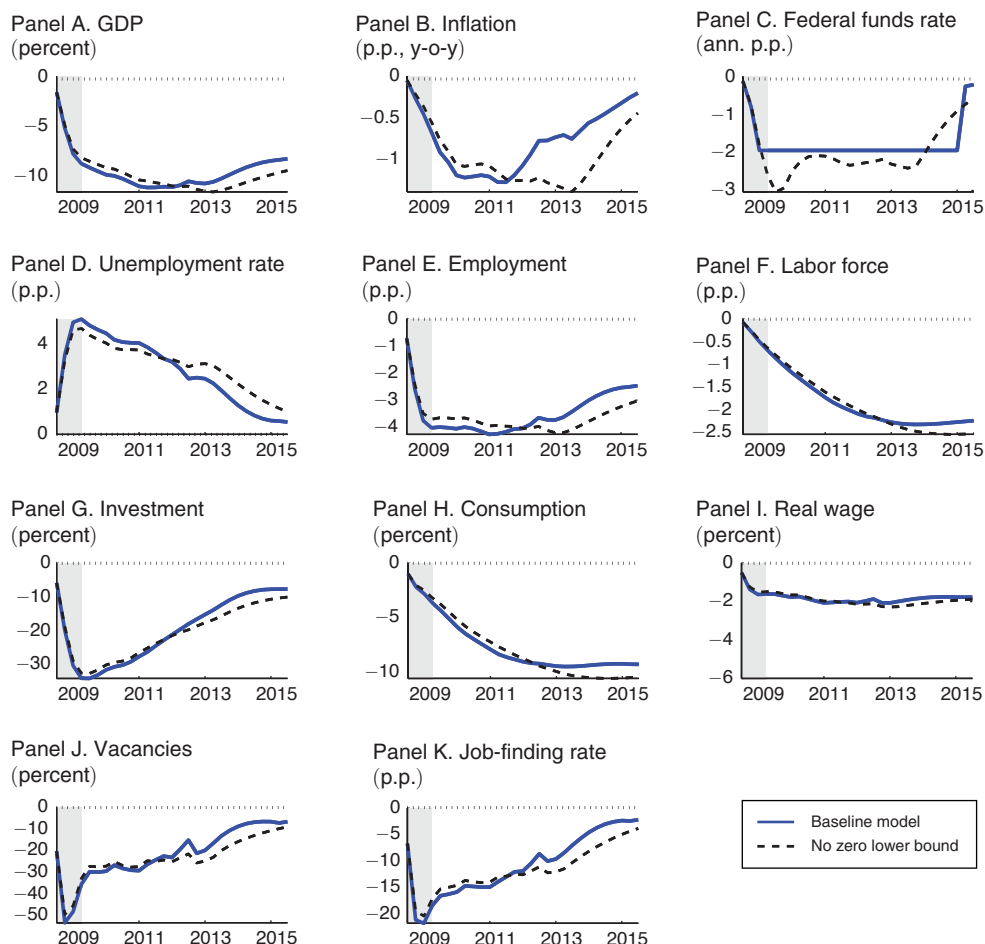 Panel A. GDP
(percent)
0
−5
−10
2009 2011 2013 2015
Panel B. Inflation
(p.p., y-o-y)
0
−0.5
−1
2009 2011 2013 2015
Panel C. Federal funds rate
(ann. p.p.)
0
−1
−2
−3
2009 2011 2013 2015
Panel D. Unemployment rate
(p.p.)
4
2
0
2009 2011 2013 2015
Panel E. Employment
(p.p.)
0
−1
−2
−3
−4
2009 2011 2013 2015
Panel F. Labor force
(p.p.)
0
−0.5
−1
−1.5
−2
−2.5
2009 2011 2013 2015
Panel G. Investment
(percent)
0
−10
−20
−30
2009 2011 2013 2015
Panel H. Consumption
(percent)
0
−5
−10
2009 2011 2013 2015
Panel I. Real wage
(percent)
0
−2
−4
−6
2009 2011 2013 2015
Panel J. Vacancies
(percent)
0
−10
−20
−30
−40
−50
2009 2011 2013 2015
Panel K. Job-finding rate
(p.p.)
0
−5
−10
−15
−20
2009 2011 2013 2015
Baseline model
No zero lower bound